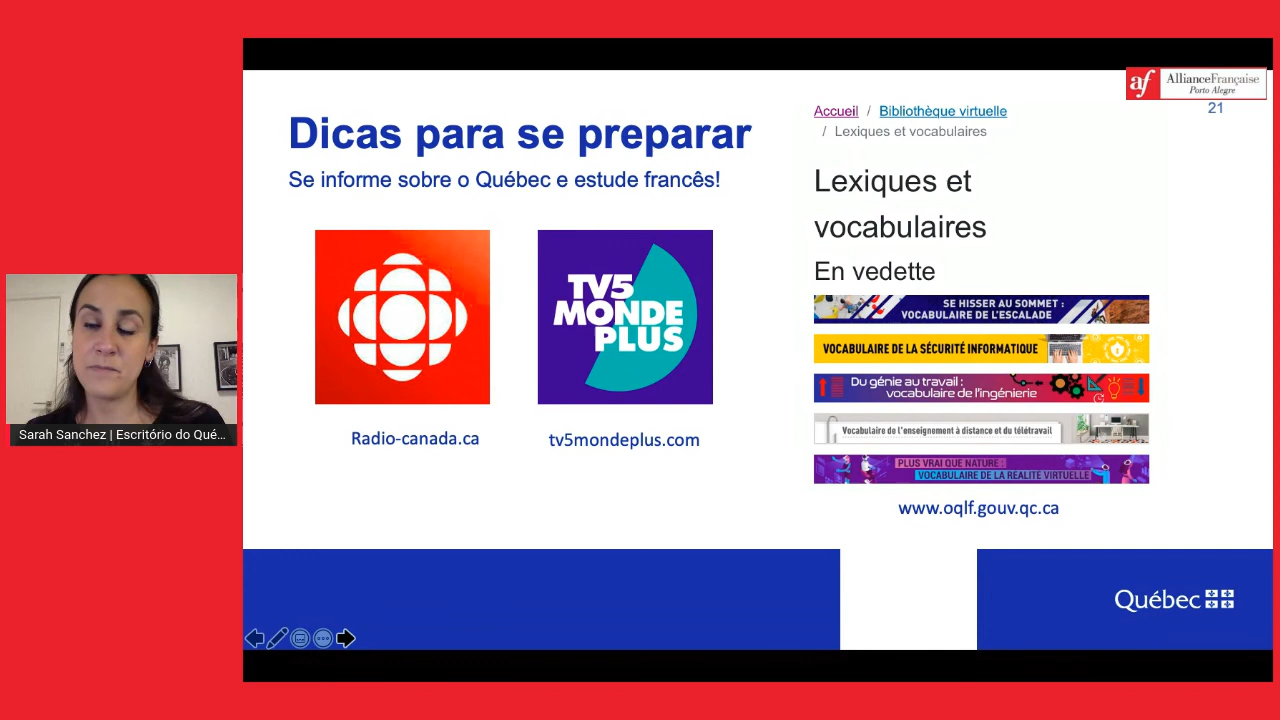 af AllianceFrançaise
Porto Alegre
21
Dicas para se preparar
Se informe sobre o Québec e estude francês!
TV5
MONDE
PLUS
Radio-canada.ca
tv5mondeplus.com
Accueil / Bibliothèque virtuelle
/ Lexiques et vocabulaires
Lexiques et
vocabulaires
En vedette
SE HISSER AU SOMMET :
VOCABULAIRE DE L'ESCALADE
VOCABULAIRE DE LA SÉCURITÉ INFORMATIQUE
Du génie au travail :
vocabulaire de l'ingénierie
Vocabulaire de l'enseignement à distance et du télétravail
PLUS VRAI QUE NATURE :
VOCABULAIRE DE LA RÉALITÉ VIRTUELLE
www.oqlf.gouv.qc.ca
Sarah Sanchez | Escritório do Qué...
Québec